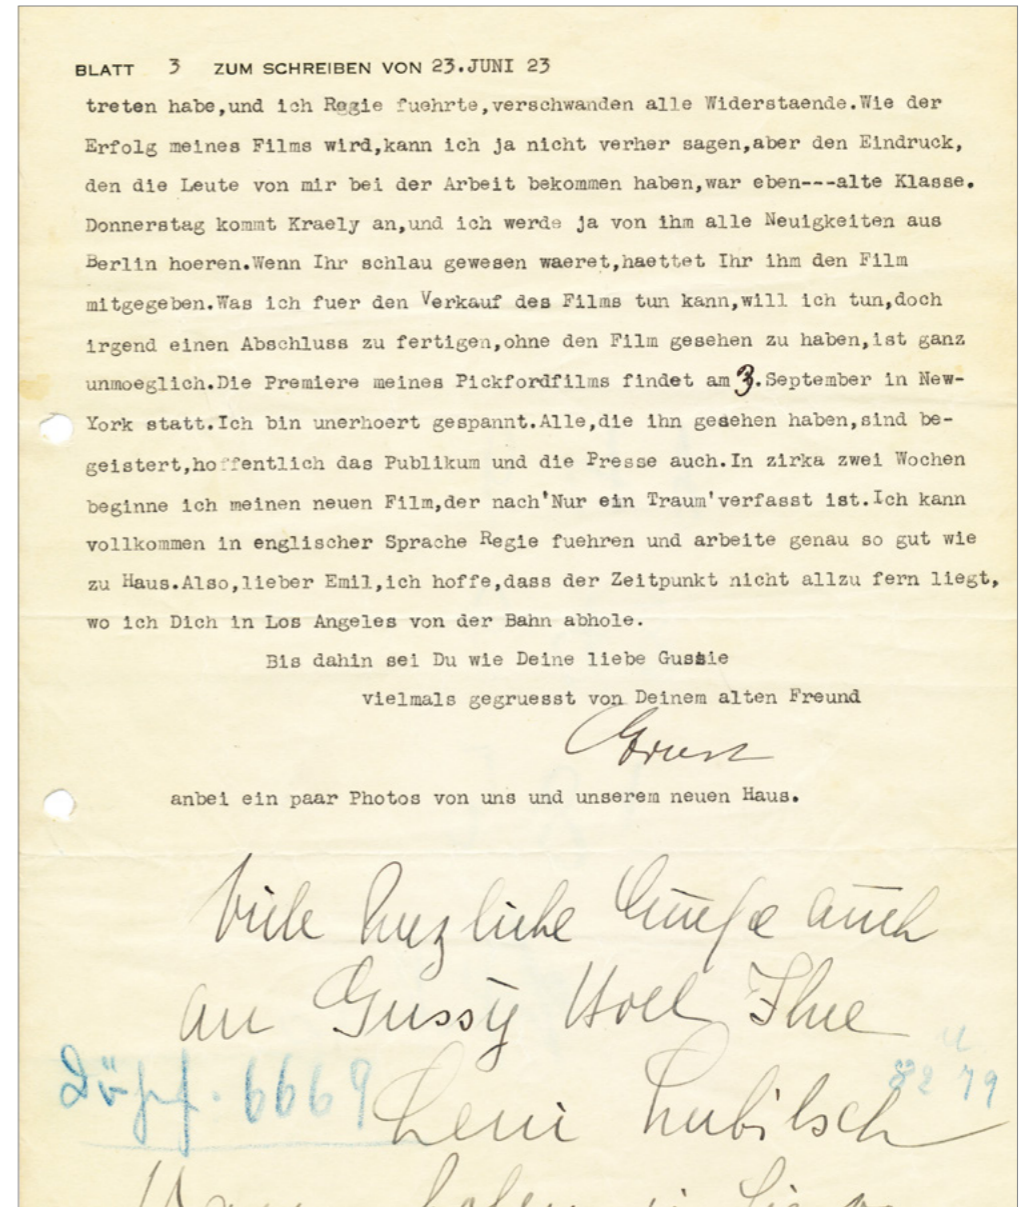 BLATT 3 ZUM SCHREIBEN VON 23.JUNI 23
treten habe,und ich Regie fuehrte,verschwanden alle Widerstaende.Wie der
Erfolg meines Films wird,kann ich ja nicht verher sagen,aber den Eindruck,
den die Leute von mir bei der Arbeit bekommen haben,war eben---alte Klasse.
Donnerstag kommt Kraely an,und ich werde ja von ihm alle Neuigkeiten aus
Berlin hoeren.Wenn Ihr schlau gewesen waeret,haettet Ihr ihm den Film
mitgegeben.Was ich fuer den Verkauf des Films tun kann,will ich tun,doch
irgend einen Abschluss zu fertigen,ohne den Film gesehen zu haben,ist ganz
unmoeglich.Die Premiere meines Pickfordfilms findet am 3.September in New-
York statt.Ich bin unerhoert gespannt.Alle,die ihn gesehen haben,sind be-
geistert,hoffentlich das Publikum und die Presse auch.In zirka zwei Wochen
beginne ich meinen neuen Film,der nach'Nur ein Traum'verfasst ist.Ich kann
vollkommen in englischer Sprache Regie fuehren und arbeite genau so gut wie
zu Haus.Also,lieber Emil,ich hoffe,dass der Zeitpunkt nicht allzu fern liegt,
wo ich Dich in Los Angeles von der Bahn abhole.
Bis dahin sei Du wie Deine liebe Gussie
vielmals gegruesst von Deinem alten Freund
Ernst
anbei ein paar Photos von uns und unserem neuen Haus.
Viele herzliche Grüße auch
an Gussy Holl Ihre
6669
82 79
Leni Lubitsch